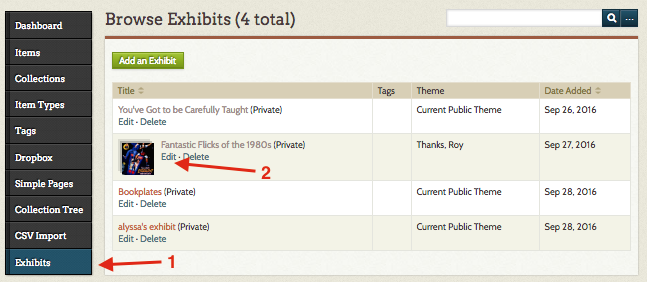 Dashboard
Items
Collections
Item Types
Tags
Dropbox
Simple Pages
Collection Tree
CSV Import
Exhibits
Browse Exhibits (4 total)
...
Add an Exhibit
Title Tags Theme Date Added
You've Got to be Carefully Taught (Private) Current Public Theme Sep 26, 2016
Edit · Delete
Fantastic Flicks of the 1980s (Private) Thanks, Roy Sep 27, 2016
Edit · Delete
2
Bookplates (Private) Current Public Theme Sep 28, 2016
Edit · Delete
alyssa's exhibit (Private) Current Public Theme Sep 28, 2016
Edit · Delete
1